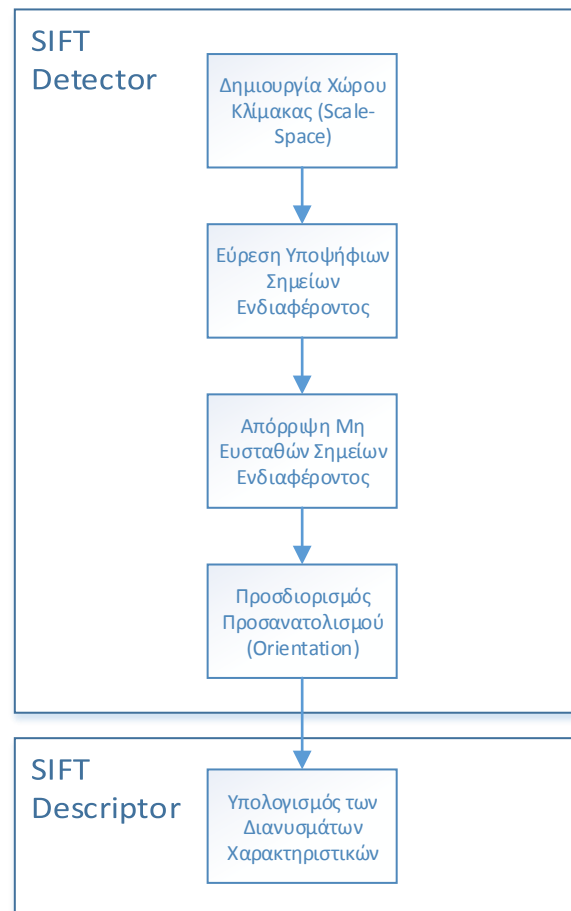 SIFT
Detector
Δημιουργία Χώρου
Κλίμακας (Scale-
Space)
Εύρεση Υποψήφιων
Σημείων
Ενδιαφέροντος
Απόρριψη Μη
Ευσταθών Σημείων
Ενδιαφέροντος
Προσδιορισμός
Προσανατολισμού
(Orientation)
SIFT
Descriptor
Υπολογισμός των
Διανυσμάτων
Χαρακτηριστικών